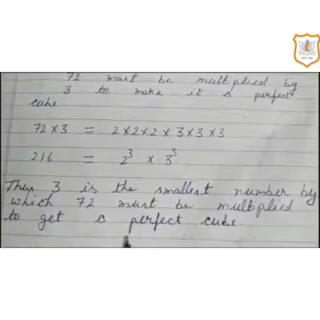 72 must be multiplied by
3 to make it a perfect
cube.
72 × 3 = 2 × 2 × 2 × 3 × 3 × 3
216 = 2³ × 3³
Thus 3 is the smallest number by
which 72 must be multiplied
to get a perfect cube.